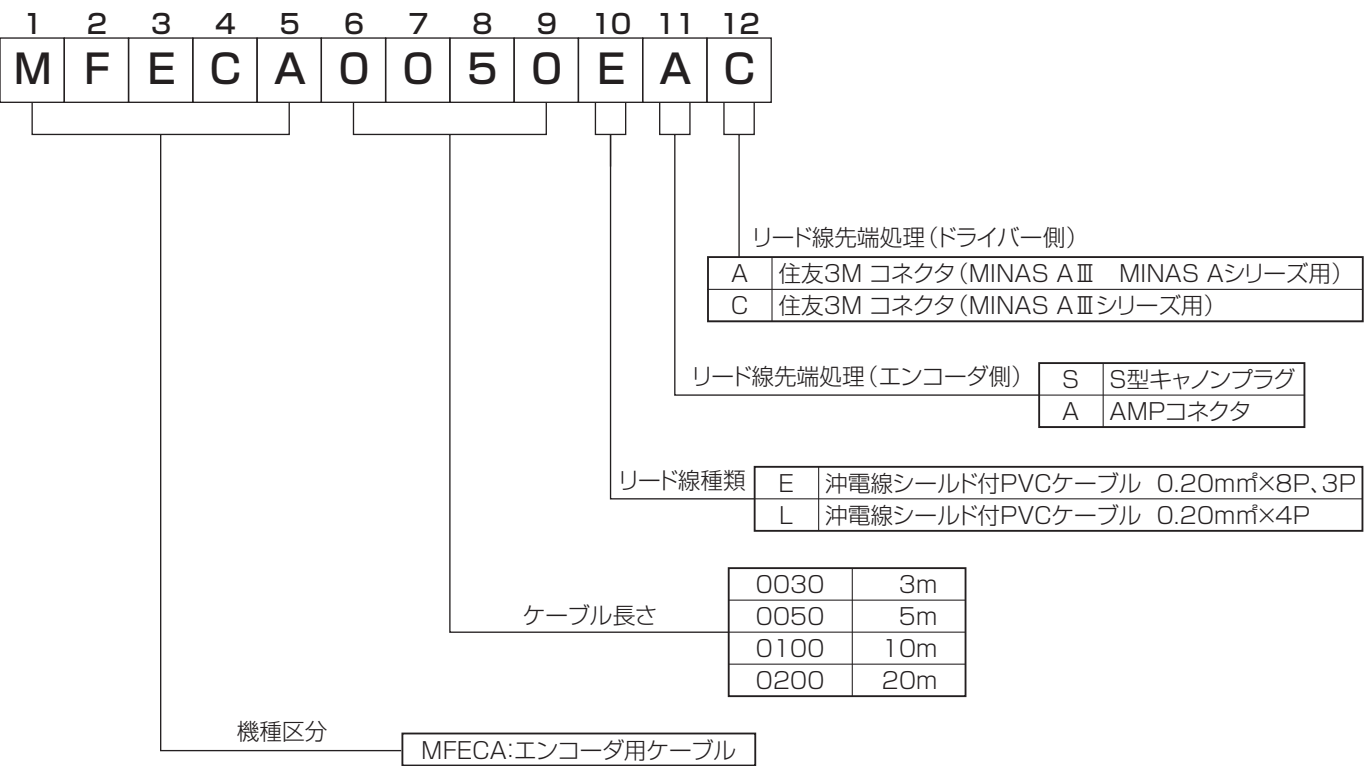 1 2 3 4 5 6 7 8 9 10 11 12
M F E C A 0 0 5 0 E A C
リード線先端処理（ドライバー側）
A 住友3M コネクタ（MINAS AⅢ　MINAS Aシリーズ用）
C 住友3M コネクタ（MINAS AⅢシリーズ用）
リード線先端処理（エンコーダ側）
S S型キャノンプラグ
A AMPコネクタ
リード線種類
E 沖電線シールド付PVCケーブル 0.20m㎡×8P、3P
L 沖電線シールド付PVCケーブル 0.20m㎡×4P
ケーブル長さ
0030 3m
0050 5m
0100 10m
0200 20m
機種区分
MFECA：エンコーダ用ケーブル